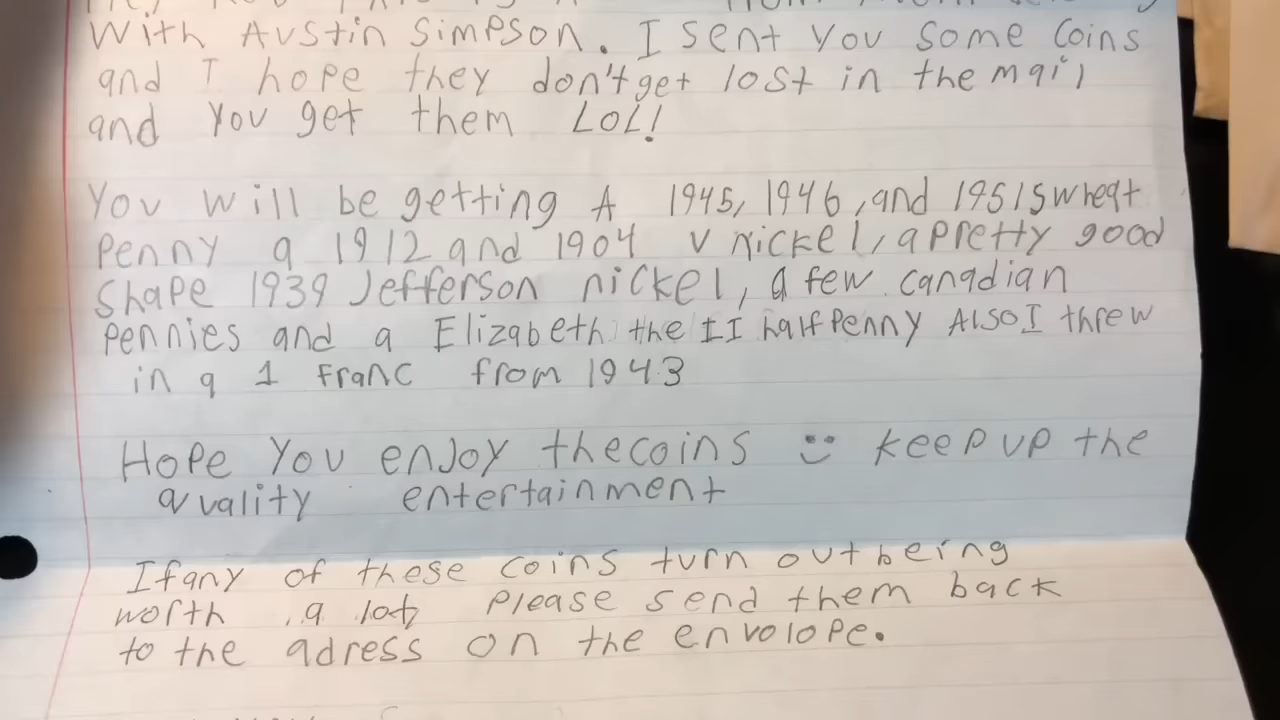 With Austin Simpson. I sent you some Coins
and I hope they don't get lost in the mail
and You get them LOL!
You will be getting A 1945, 1946, and 1951S wheat
Penny a 1912 and 1904 V nickel, a Pretty good
Shape 1939 Jefferson nickel, a few canadian
Pennies and a Elizabeth the II half Penny Also I threw
in a 1 Franc from 1943
Hope You enjoy the coins :) keep up the
quality entertainment
If any of these coins turn out being
worth a lot, Please send them back
to the adress on the envolope.